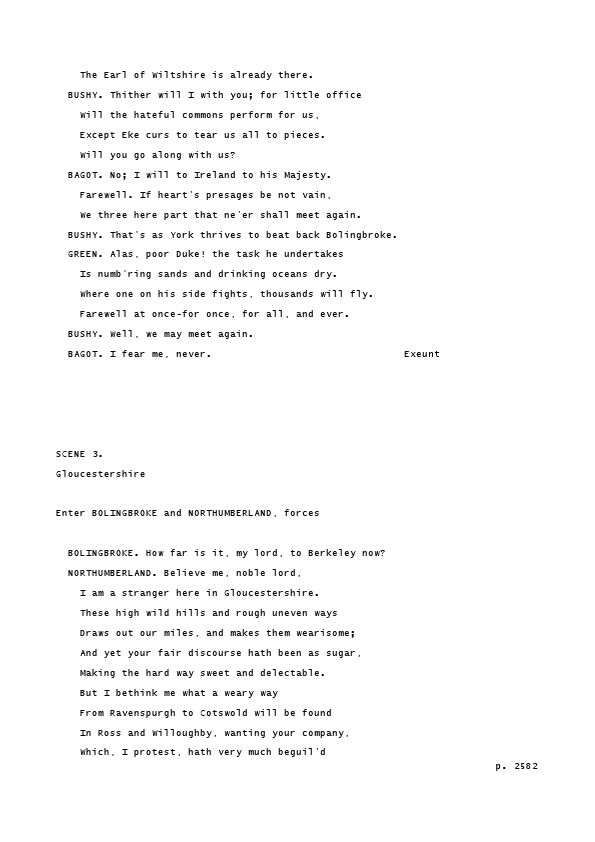 The Earl of Wiltshire is already there.
BUSHY. Thither will I with you; for little office
Will the hateful commons perform for us,
Except Eke curs to tear us all to pieces.
Will you go along with us?
BAGOT. No; I will to Ireland to his Majesty.
Farewell. If heart's presages be not vain,
We three here part that ne'er shall meet again.
BUSHY. That's as York thrives to beat back Bolingbroke.
GREEN. Alas, poor Duke! the task he undertakes
Is numb'ring sands and drinking oceans dry.
Where one on his side fights, thousands will fly.
Farewell at once-for once, for all, and ever.
BUSHY. Well, we may meet again.
BAGOT. I fear me, never. Exeunt
SCENE 3.
Gloucestershire
Enter BOLINGBROKE and NORTHUMBERLAND, forces
BOLINGBROKE. How far is it, my lord, to Berkeley now?
NORTHUMBERLAND. Believe me, noble lord,
I am a stranger here in Gloucestershire.
These high wild hills and rough uneven ways
Draws out our miles, and makes them wearisome;
And yet your fair discourse hath been as sugar,
Making the hard way sweet and delectable.
But I bethink me what a weary way
From Ravenspurgh to Cotswold will be found
In Ross and Willoughby, wanting your company,
Which, I protest, hath very much beguil'd
p. 2582